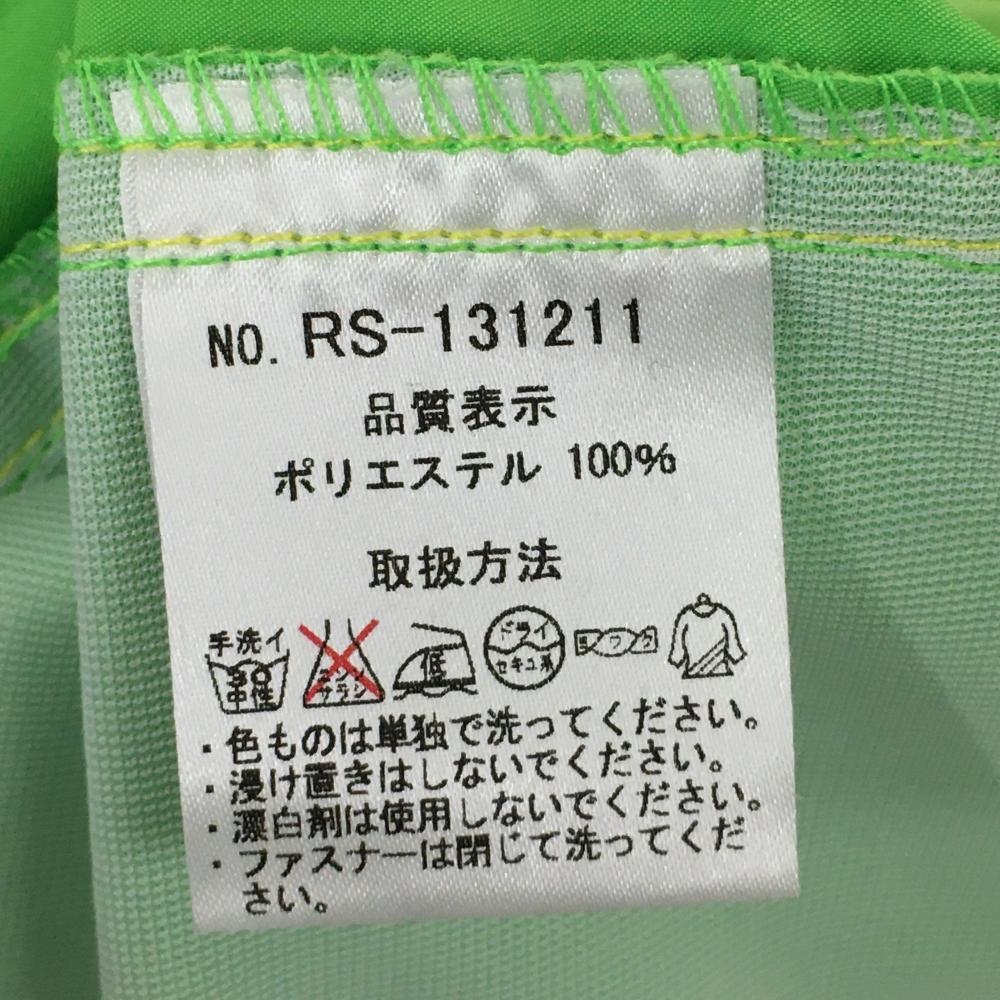 NO. RS-131211
品質表示
ポリエステル 100%
取扱方法
手洗イ
30
中性
エンソ
サラシ
低
ドライ
セキユ系
ヨワク
・色ものは単独で洗ってください。
・浸け置きはしないでください。
・漂白剤は使用しないでください。
・ファスナーは閉じて洗ってくだ
さい。